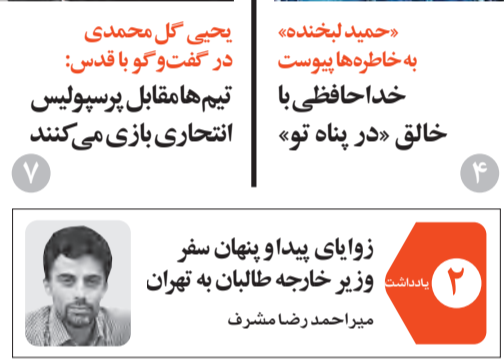 «حمید لبخنده»
به خاطره‌ها پیوست
خداحافظی با
خالق «در پناه تو»
۴
یحیی گل محمدی
در گفت‌وگو با قدس:
تیم‌ها مقابل پرسپولیس
انتحاری بازی می‌کنند
۷
۲
یادداشت
زوایای پیدا و پنهان سفر
وزیر خارجه طالبان به تهران
میراحمدرضا مشرف